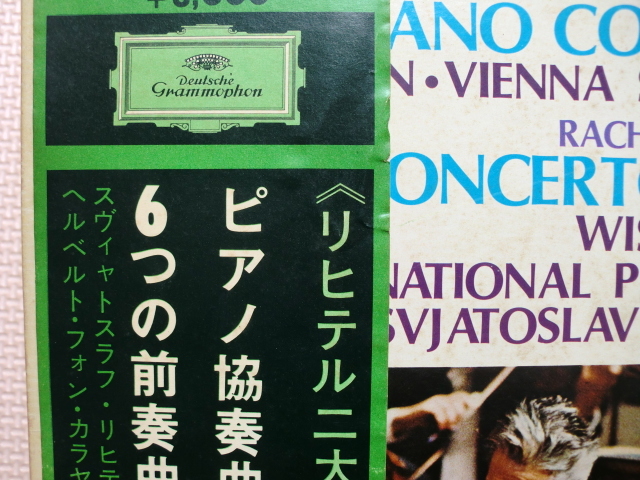 Deutsche
Grammophon
《リヒテル二大
ピアノ協奏曲
6つの前奏曲
スヴィャトスラフ・リヒテ
ヘルベルト・フォン・カラヤ
ANO CO
N·VIENNA S
RACH
ONCERTO
WIS
NATIONAL P
SVJATOSLAV